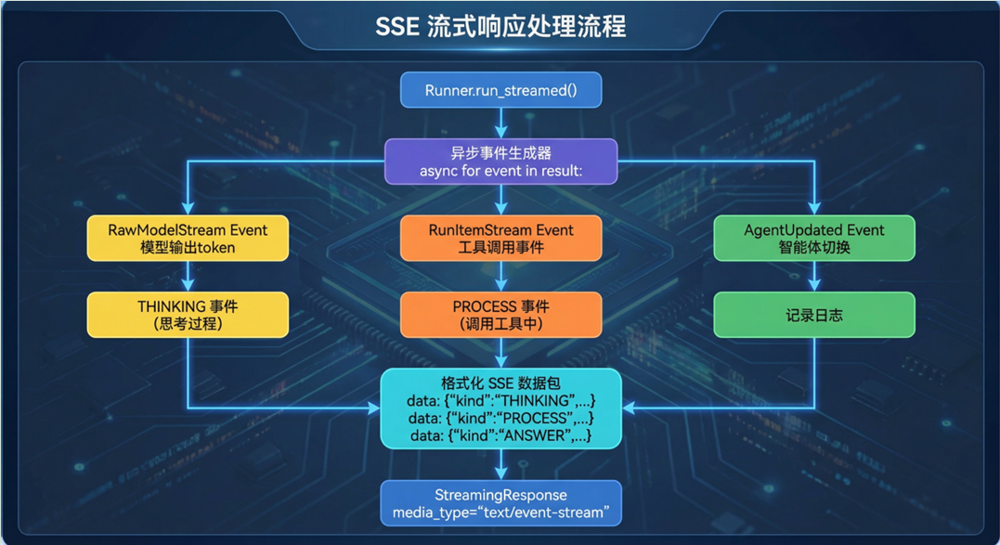 SSE 流式响应处理流程
Runner.run_streamed()
异步事件生成器
async for event in result:
RawModelStream Event
模型输出token
RunItemStream Event
工具调用事件
AgentUpdated Event
智能体切换
THINKING 事件
(思考过程)
PROCESS 事件
(调用工具中)
记录日志
格式化 SSE 数据包
data: {“kind”:“THINKING”,...}
data: {“kind”:“PROCESS”,...}
data: {“kind”:“ANSWER”,...}
StreamingResponse
media_type=“text/event-stream”